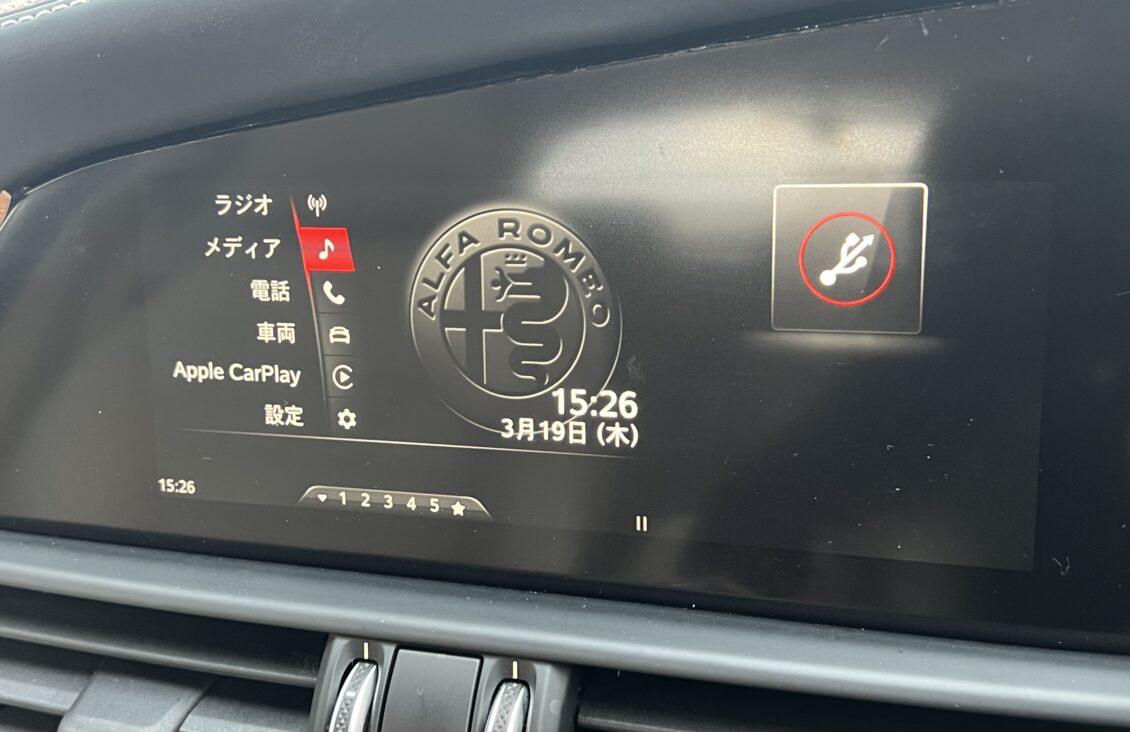 ラジオ
メディア
電話
車両
Apple CarPlay
設定
ALFA ROMEO
15:26
3月19日 (木)
15:26
1 2 3 4 5